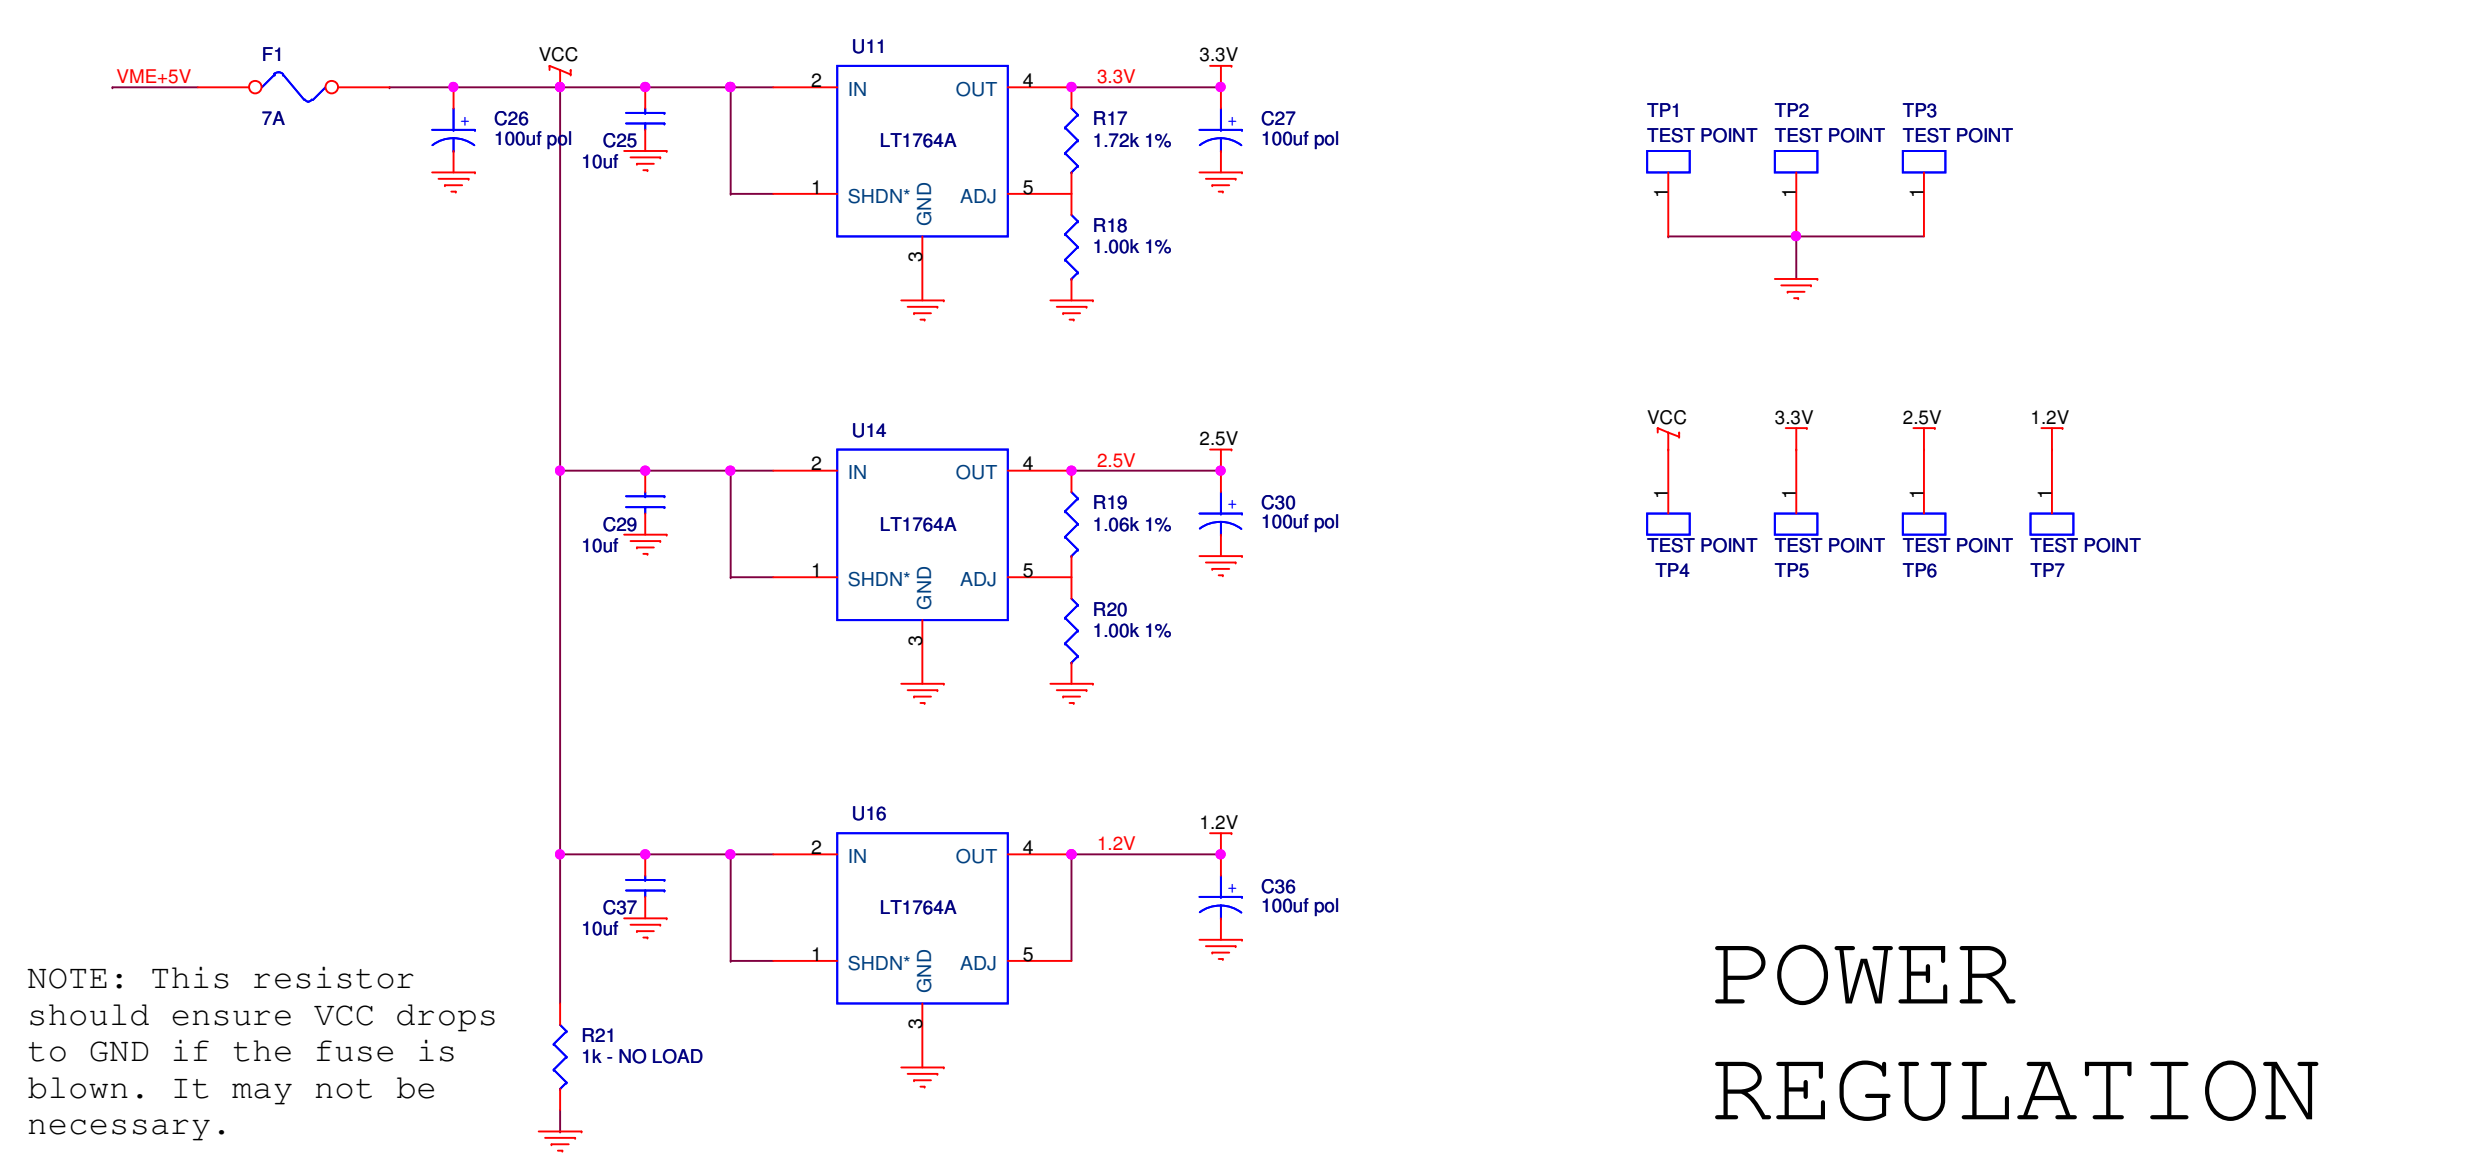 VME+5V
F1
7A
VCC
C26
100uf pol
C25
10uf
U11
2
IN
OUT
4
LT1764A
1
SHDN*
GND
ADJ
5
3
3.3V
3.3V
R17
1.72k 1%
R18
1.00k 1%
+
C27
100uf pol
+
C29
10uf
U14
2
IN
OUT
4
LT1764A
1
SHDN*
GND
ADJ
5
3
2.5V
2.5V
R19
1.06k 1%
R20
1.00k 1%
+
C30
100uf pol
C37
10uf
U16
2
IN
OUT
4
LT1764A
1
SHDN*
GND
ADJ
5
3
1.2V
1.2V
+
C36
100uf pol
R21
1k - NO LOAD
NOTE: This resistor
should ensure VCC drops
to GND if the fuse is
blown. It may not be
necessary.
TP1
TEST POINT
1
TP2
TEST POINT
1
TP3
TEST POINT
1
VCC
1
TEST POINT
TP4
3.3V
1
TEST POINT
TP5
2.5V
1
TEST POINT
TP6
1.2V
1
TEST POINT
TP7
POWER
REGULATION